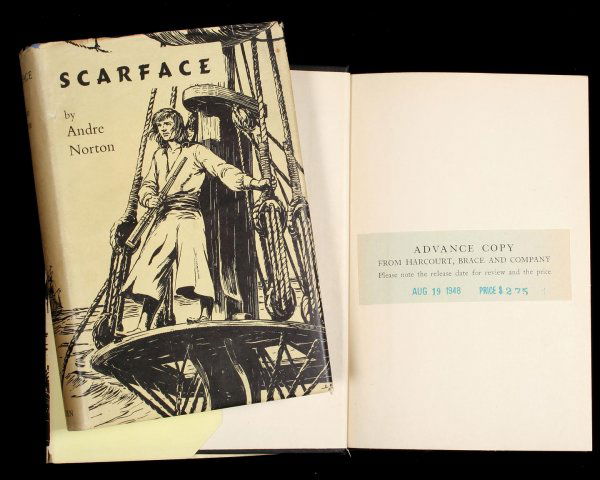 SCARFACE
by
Andre
Norton
ADVANCE COPY
FROM HARCOURT, BRACE AND COMPANY
Please note the release date for review and the price
AUG 19 1948 PRICE $ 2 75